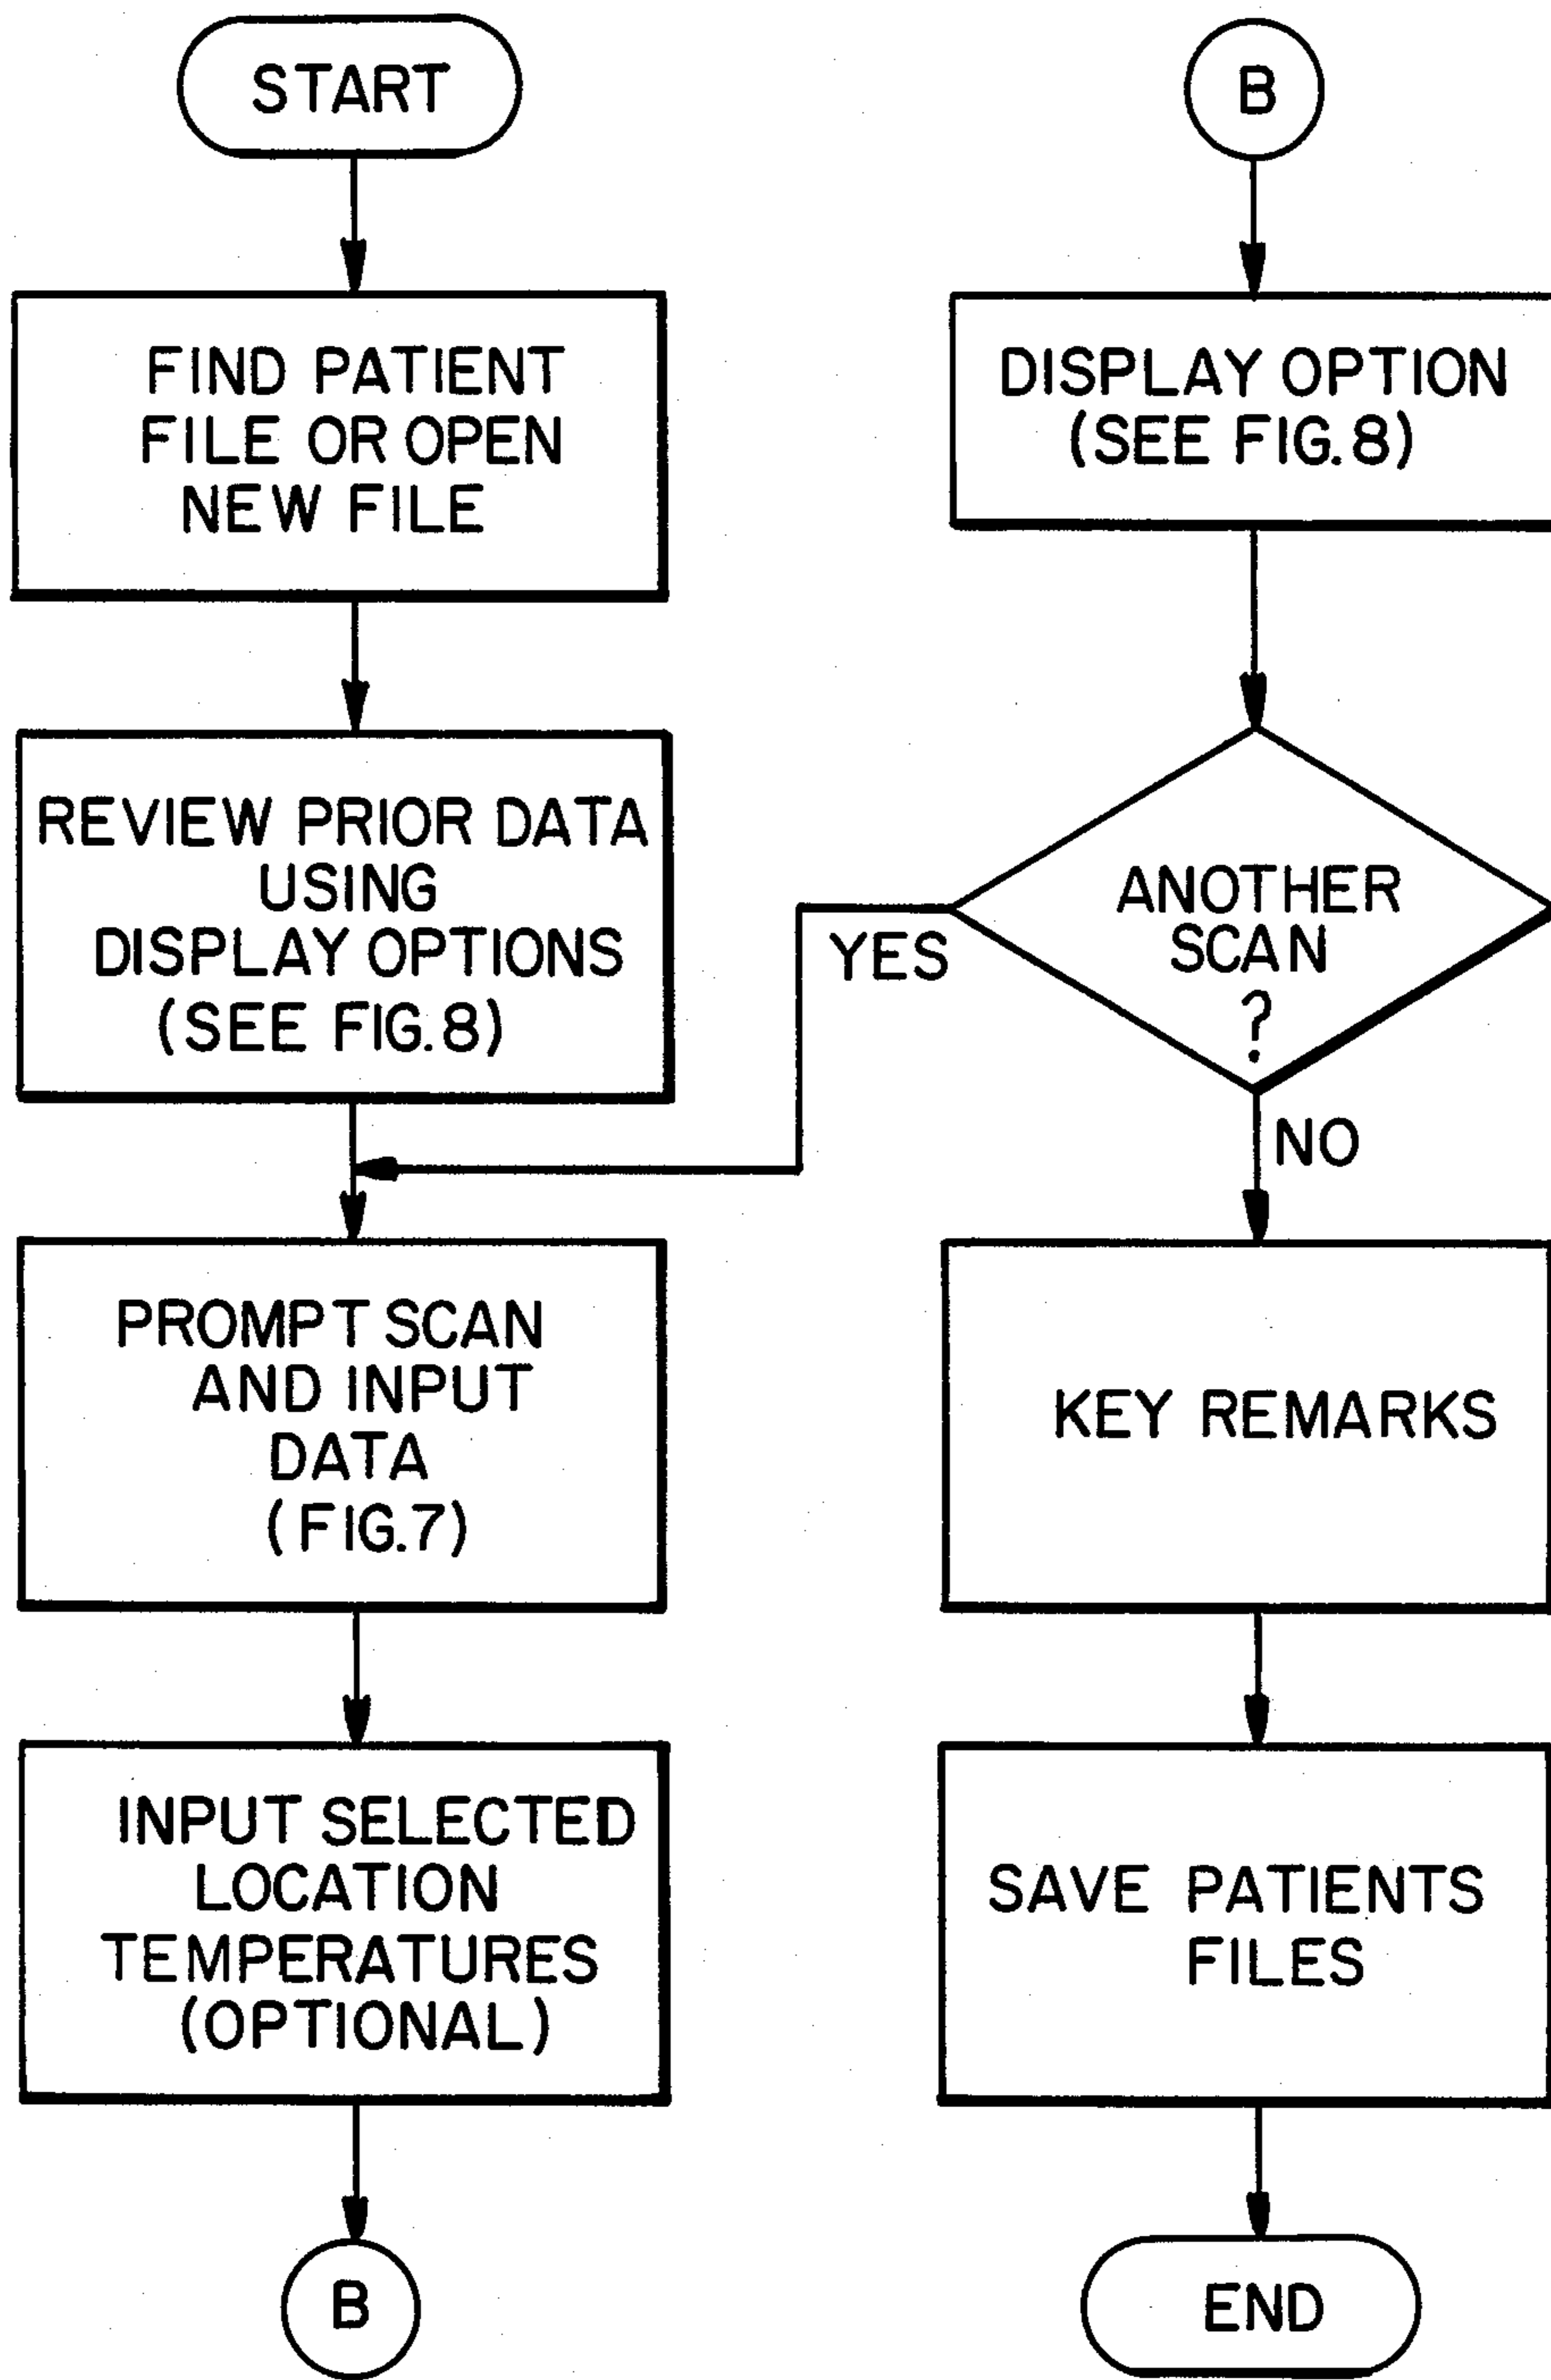 START
FIND PATIENT
FILE OR OPEN
NEW FILE
REVIEW PRIOR DATA
USING
DISPLAY OPTIONS
(SEE FIG.8)
PROMPT SCAN
AND INPUT
DATA
(FIG.7)
INPUT SELECTED
LOCATION
TEMPERATURES
(OPTIONAL)
B
B
DISPLAY OPTION
(SEE FIG.8)
ANOTHER
SCAN
?
YES
NO
KEY REMARKS
SAVE PATIENTS
FILES
END